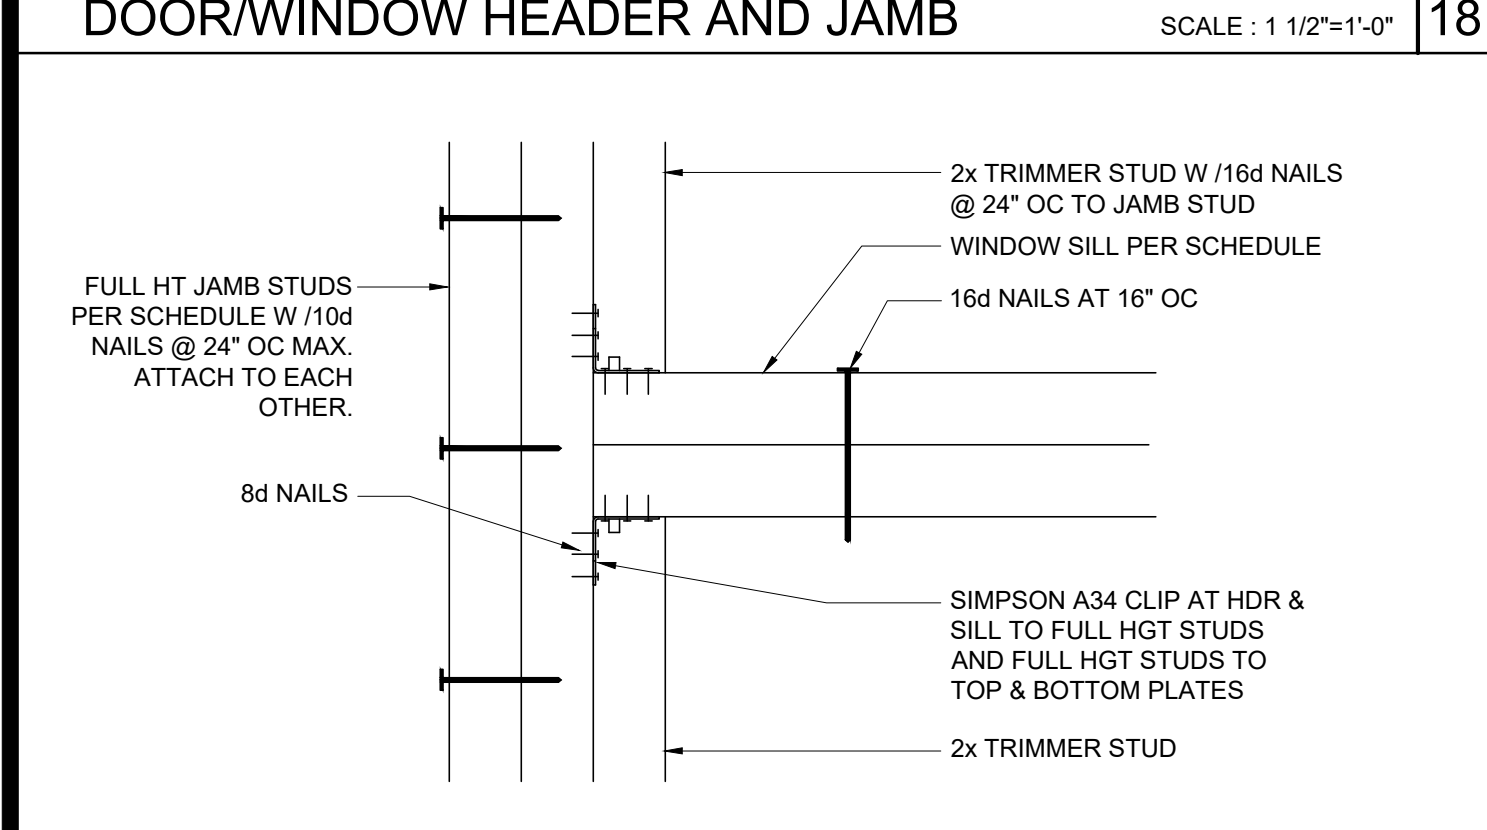 DOOR/WINDOW HEADER AND JAMB
SCALE : 1 1/2"=1'-0"
18
2x TRIMMER STUD W /16d NAILS
@ 24" OC TO JAMB STUD
WINDOW SILL PER SCHEDULE
16d NAILS AT 16" OC
FULL HT JAMB STUDS
PER SCHEDULE W /10d
NAILS @ 24" OC MAX.
ATTACH TO EACH
OTHER.
8d NAILS
SIMPSON A34 CLIP AT HDR &
SILL TO FULL HGT STUDS
AND FULL HGT STUDS TO
TOP & BOTTOM PLATES
2x TRIMMER STUD